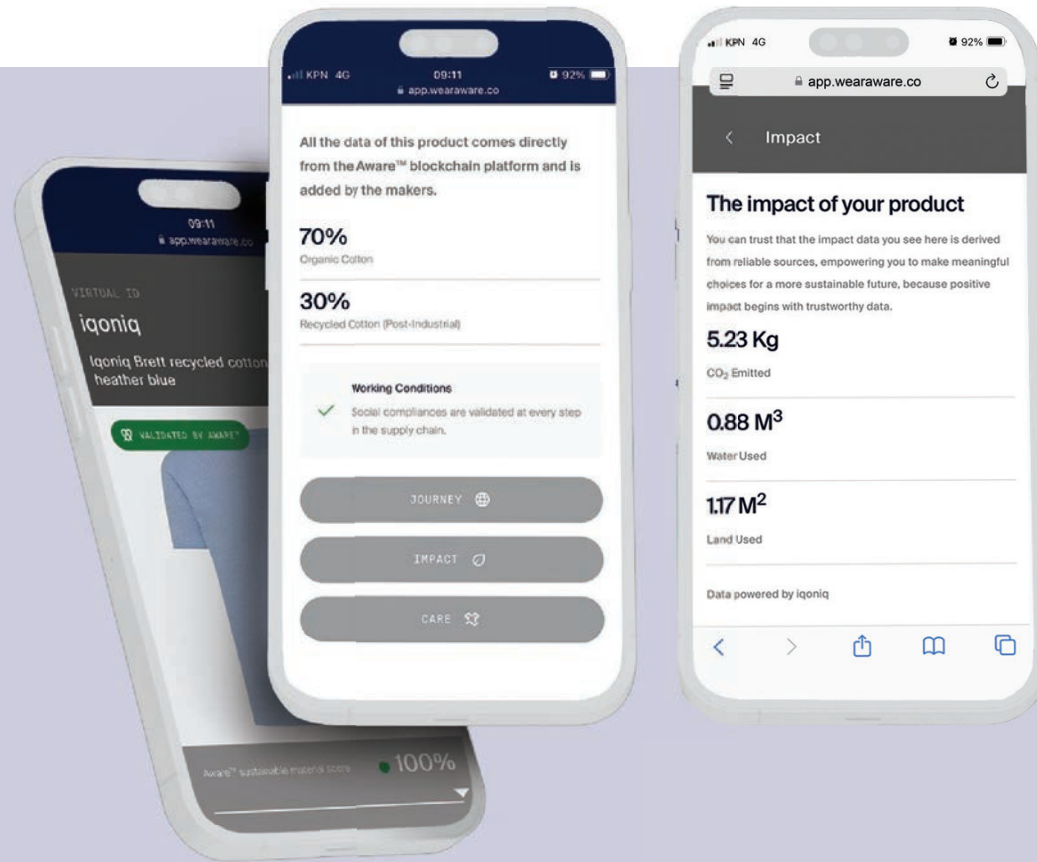 09:11
app.wearaware.co
VIRTUAL ID
iqoniq
Iqoniq Brett recycled cotton
heather blue
VALIDATED BY AWARE™
Aware™ sustainable material score
100%
KPN 4G
09:11
92%
app.wearaware.co
All the data of this product comes directly
from the Aware™ blockchain platform and is
added by the makers.
70%
Organic Cotton
30%
Recycled Cotton (Post-Industrial)
Working Conditions
Social compliances are validated at every step
in the supply chain.
JOURNEY
IMPACT
CARE
KPN 4G
92%
app.wearaware.co
Impact
The impact of your product
You can trust that the impact data you see here is derived
from reliable sources, empowering you to make meaningful
choices for a more sustainable future, because positive
impact begins with trustworthy data.
5.23 Kg
CO₂ Emitted
0.88 M³
Water Used
1.17 M²
Land Used
Data powered by iqoniq